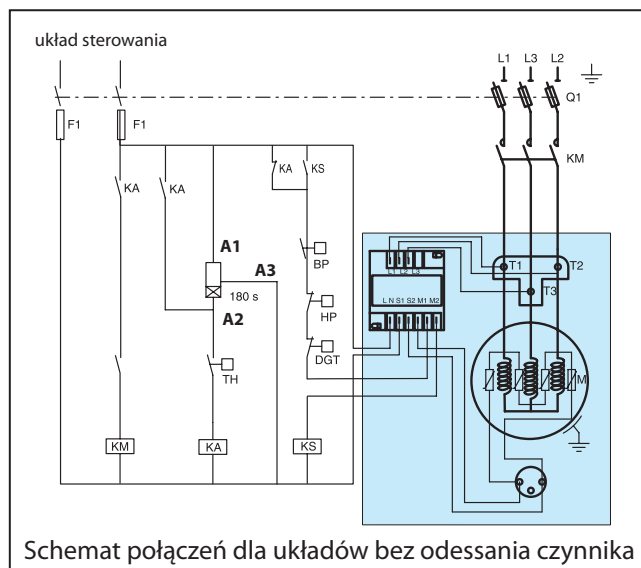 układ sterowania
L1 L3 L2
Q1
F1 F1
KM
KA KA KA KS
A1
A3
BP
180 s
HP
A2
DGT
TH
L1 L2 L3
L N S1 S2 M1 M2
T1 T2
T3
M
KM KA KS
Schemat połączeń dla układów bez odessania czynnika